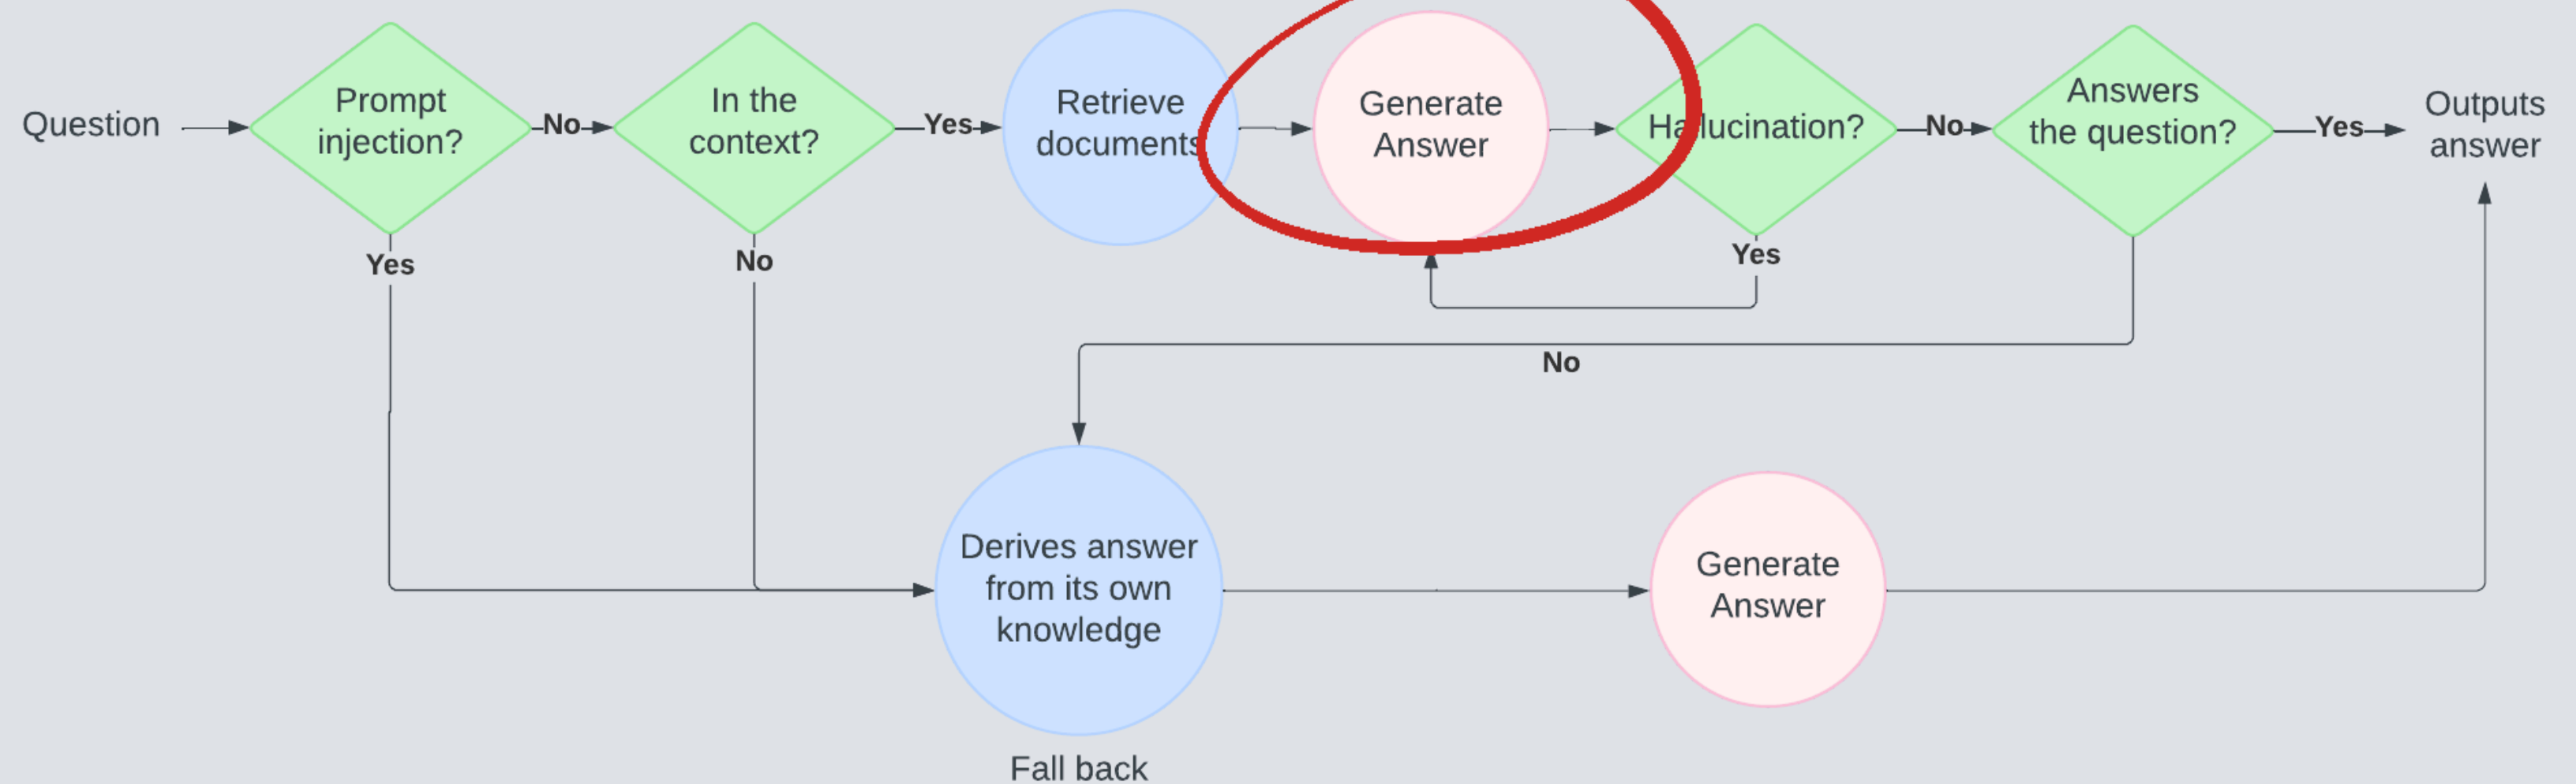 Question
Prompt
injection?
No
In the
context?
Yes
Retrieve
documents
Generate
Answer
Hallucination?
No
Answers
the question?
Yes
Outputs
answer
Yes
No
Yes
No
Derives answer
from its own
knowledge
Generate
Answer
Fall back